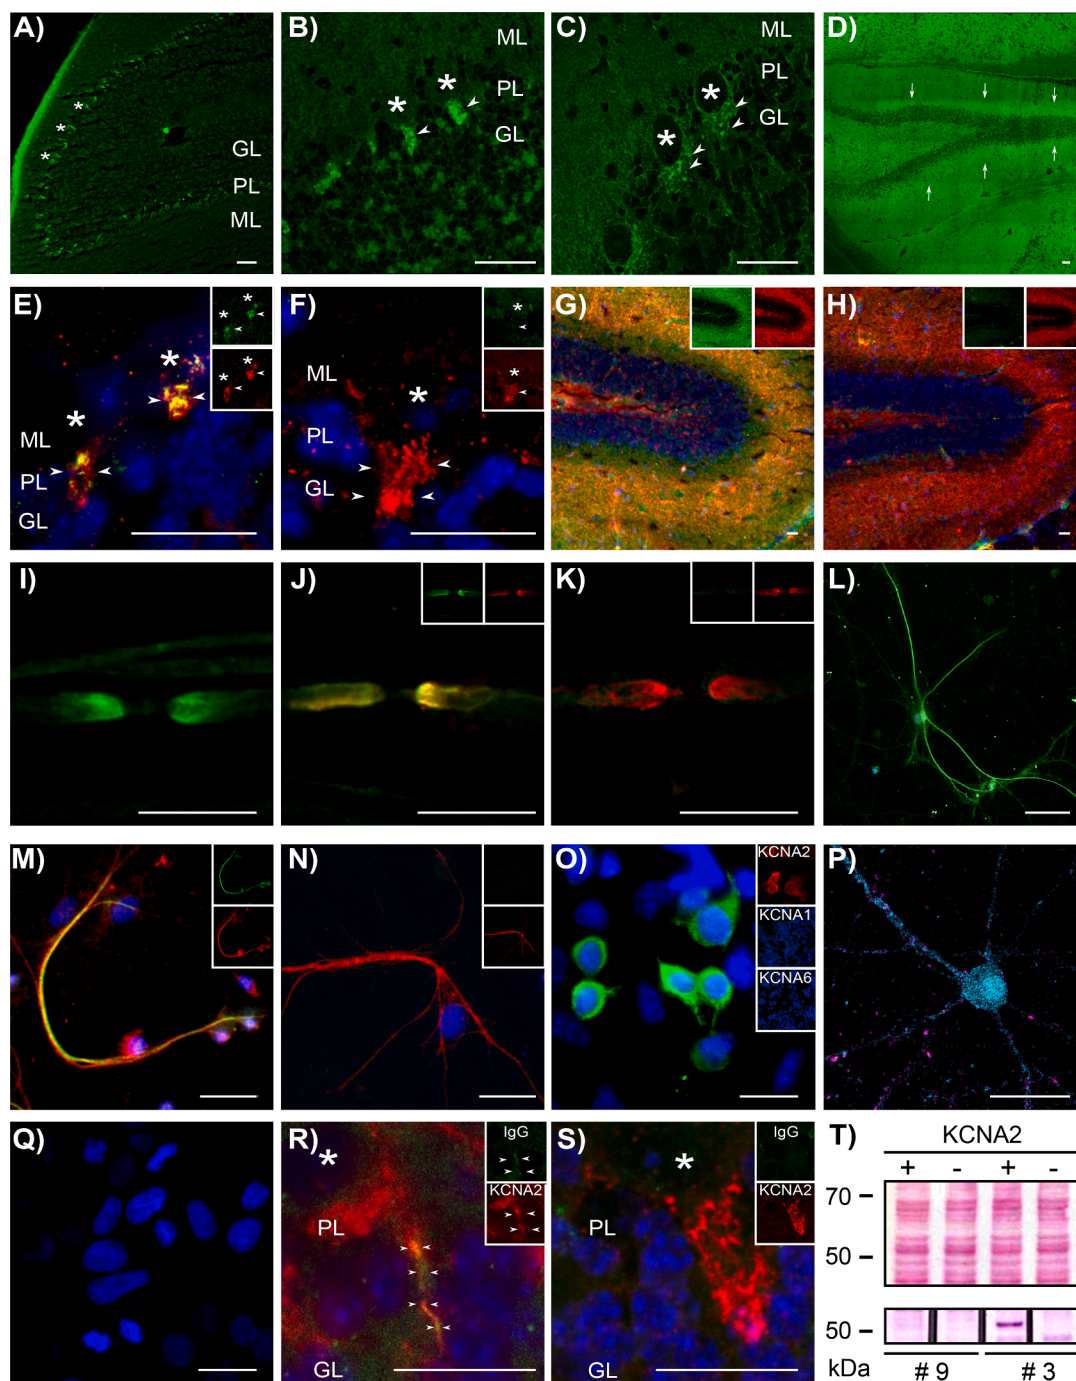 A)
GL
PL
ML
B)
ML
PL
GL
*
*
C)
ML
PL
GL
*
*
D)
E)
ML
PL
GL
*
*
F)
ML
PL
GL
*
G)
H)
I)
J)
K)
L)
M)
N)
O)
KCNA2
KCNA1
KCNA6
P)
Q)
R)
*
PL
GL
IgG
KCNA2
S)
*
PL
GL
IgG
KCNA2
T)
KCNA2
+ - + -
70
50
50
kDa
# 9 # 3